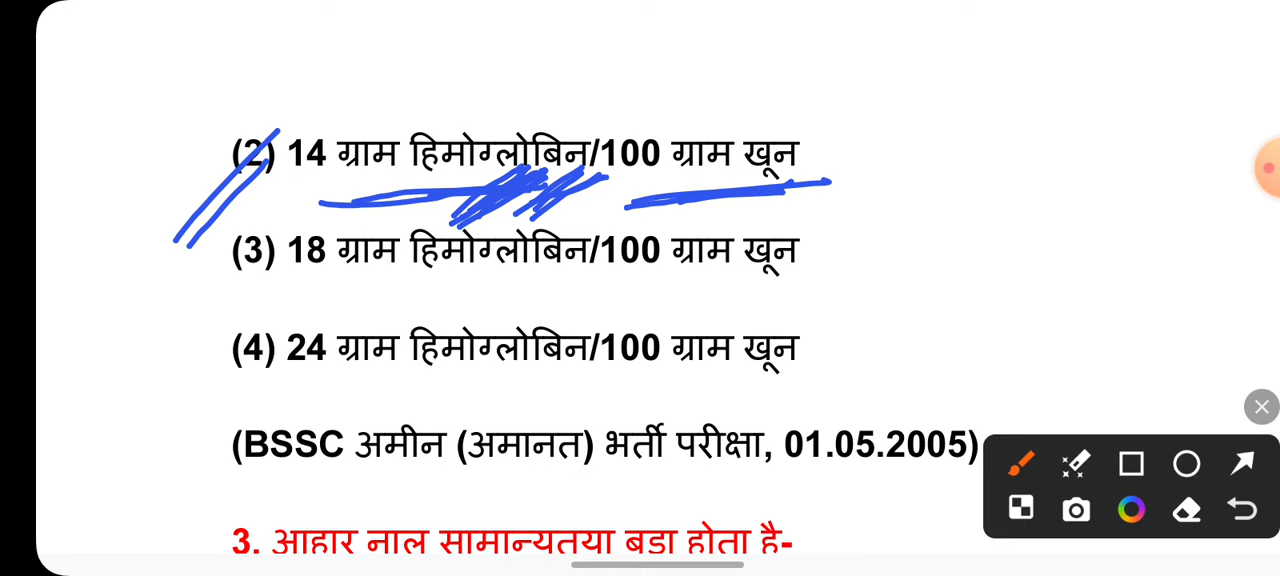 (2) 14 ग्राम हिमोग्लोबिन/100 ग्राम खून
(3) 18 ग्राम हिमोग्लोबिन/100 ग्राम खून
(4) 24 ग्राम हिमोग्लोबिन/100 ग्राम खून
(BSSC अमीन (अमानत) भर्ती परीक्षा, 01.05.2005)
3. आहार नाल सामान्यतया बड़ा होता है-